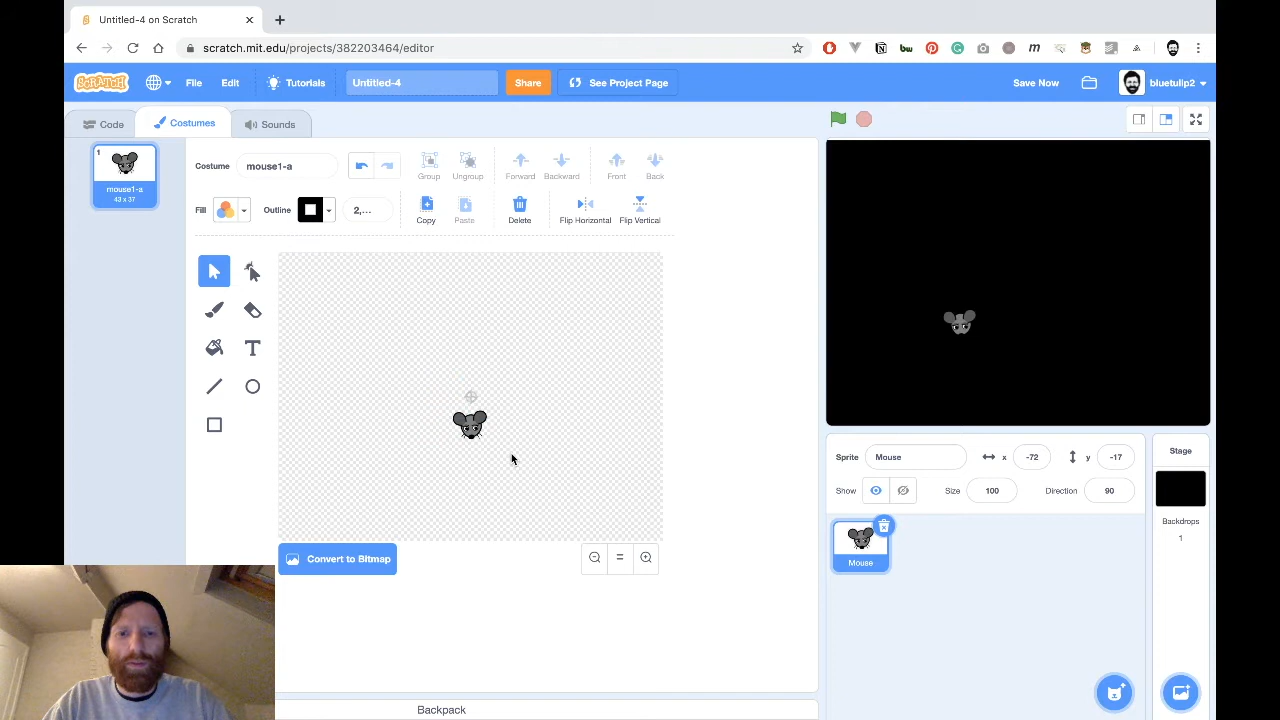 Untitled-4 on Scratch
scratch.mit.edu/projects/382203464/editor
SCRATCH
File
Edit
Tutorials
Untitled-4
Share
See Project Page
Save Now
bluetulip2
Code
Costumes
Sounds
1
mouse1-a
43 x 37
Costume
mouse1-a
Group
Ungroup
Forward
Backward
Front
Back
Fill
Outline
2,...
Copy
Paste
Delete
Flip Horizontal
Flip Vertical
T
Convert to Bitmap
Sprite
Mouse
x
-72
y
-17
Show
Size
100
Direction
90
Mouse
Stage
Backdrops
1
Backpack